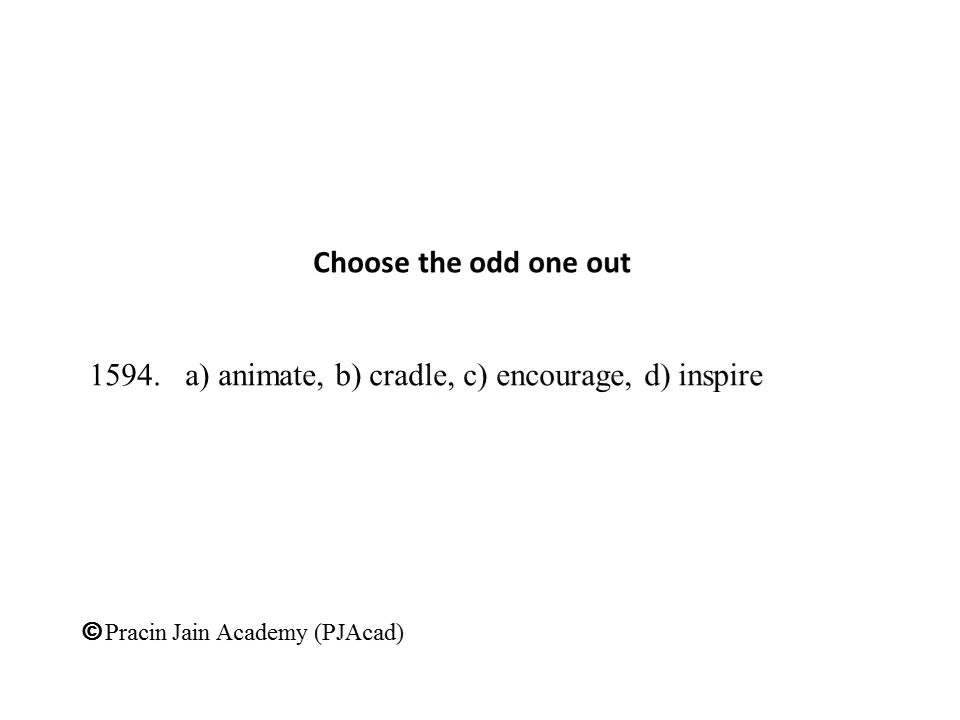 Choose the odd one out
1594. a) animate, b) cradle, c) encourage, d) inspire
©Pracin Jain Academy (PJAcad)